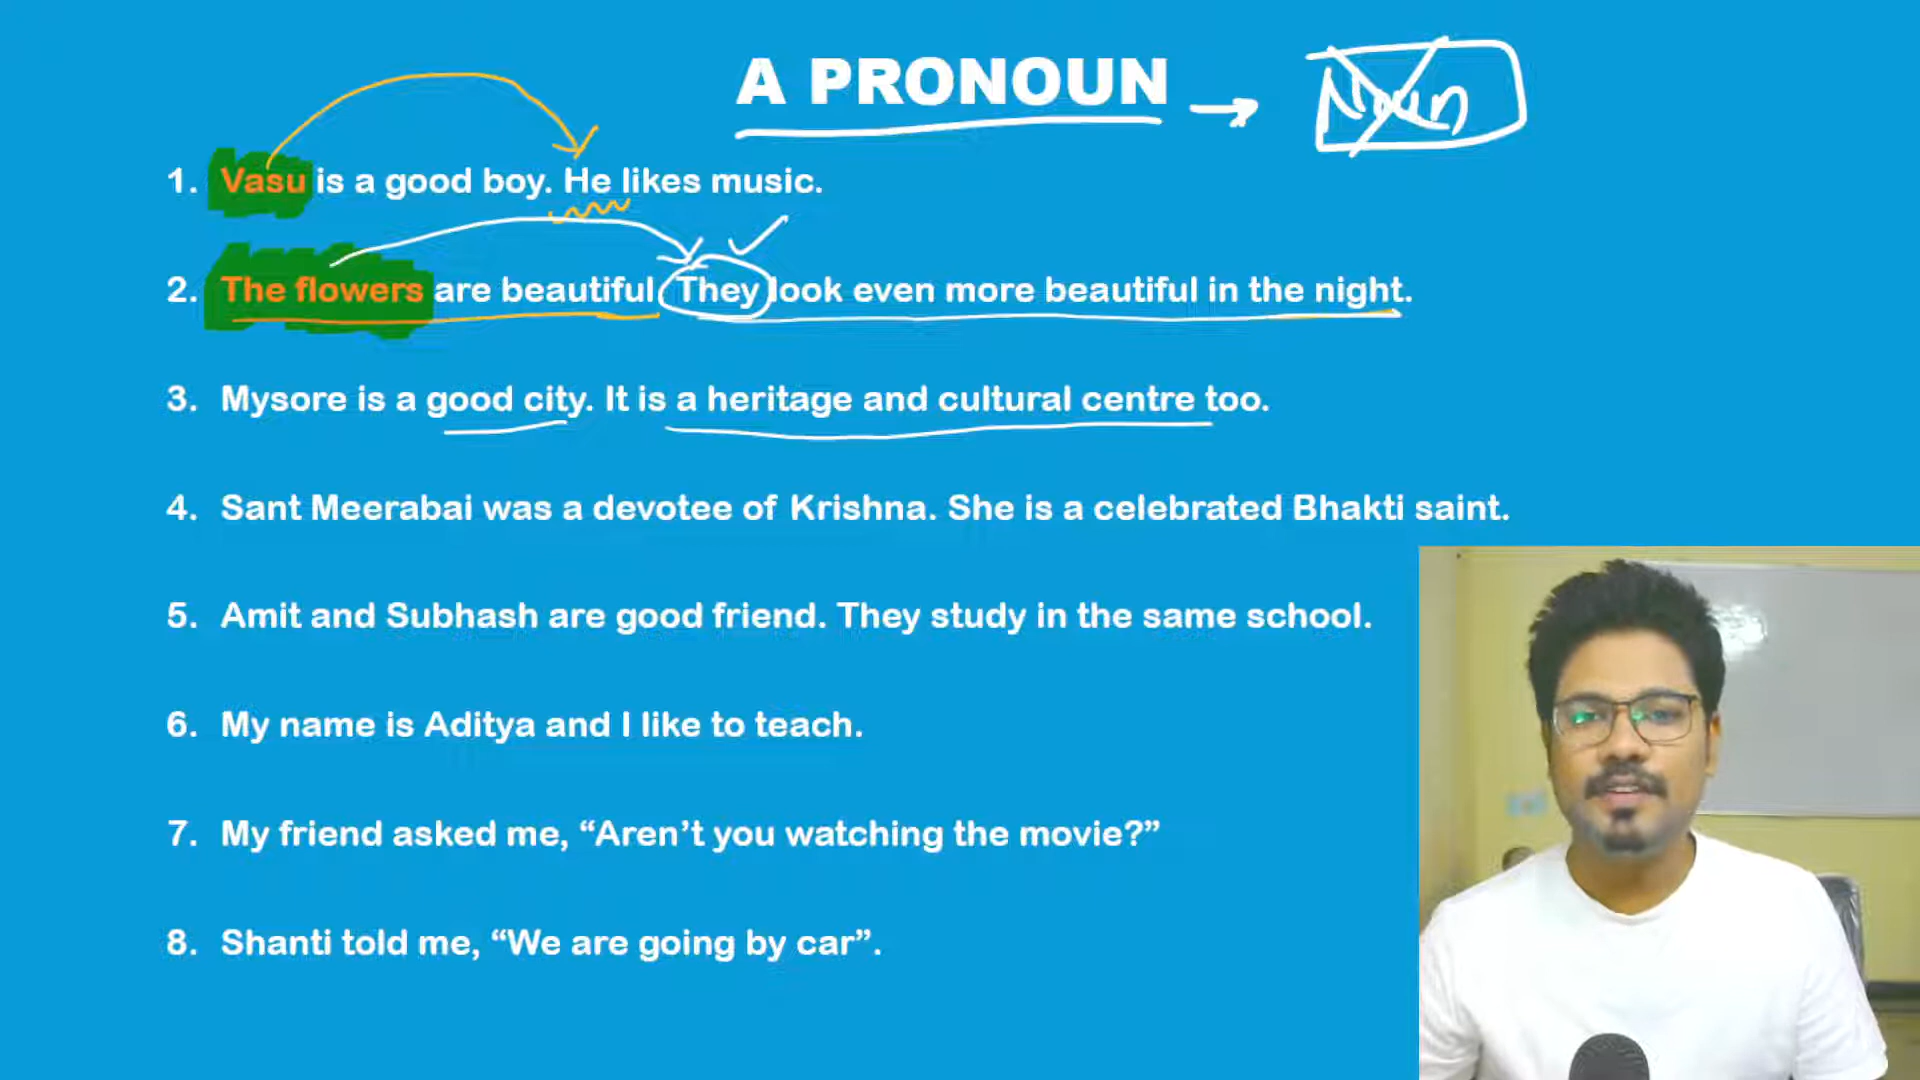 A PRONOUN → Noun
1. Vasu is a good boy. He likes music.
2. The flowers are beautiful. They look even more beautiful in the night.
3. Mysore is a good city. It is a heritage and cultural centre too.
4. Sant Meerabai was a devotee of Krishna. She is a celebrated Bhakti saint.
5. Amit and Subhash are good friend. They study in the same school.
6. My name is Aditya and I like to teach.
7. My friend asked me, “Aren’t you watching the movie?”
8. Shanti told me, “We are going by car”.